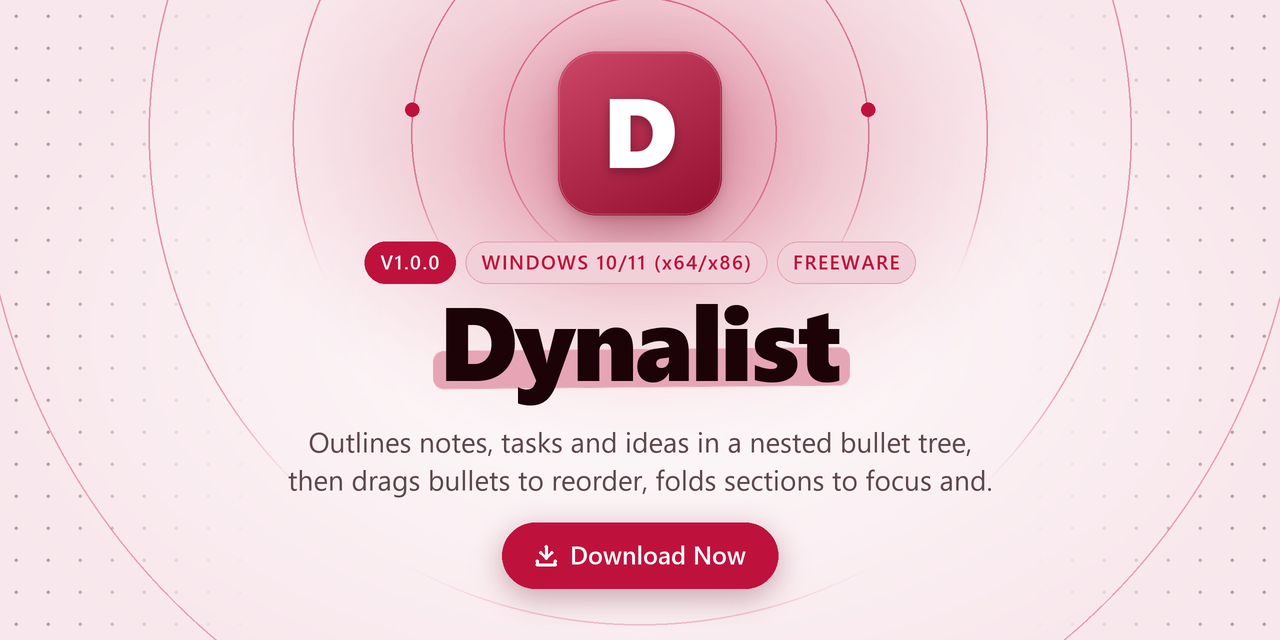 D
V1.0.0 WINDOWS 10/11 (x64/x86) FREEWARE
Dynalist
Outlines notes, tasks and ideas in a nested bullet tree,
then drags bullets to reorder, folds sections to focus and.
Download Now